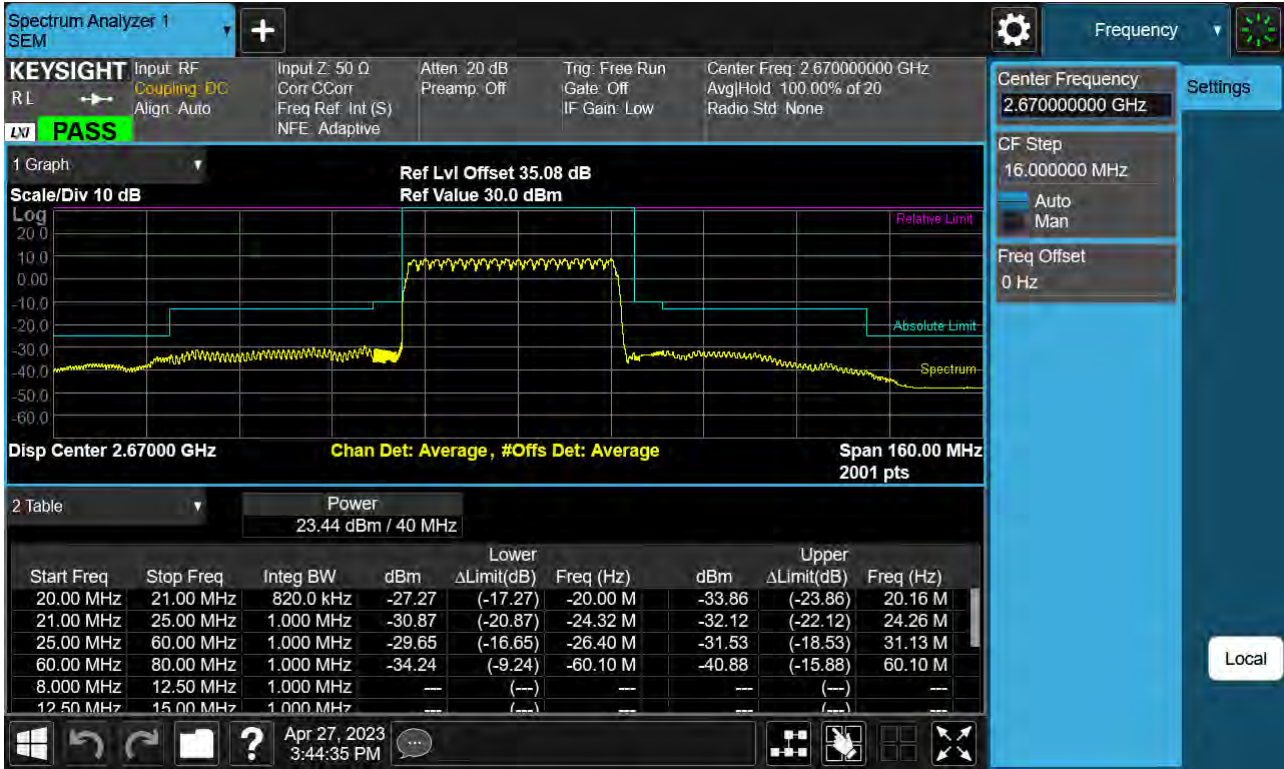 Spectrum Analyzer 1
SEM
Frequency
KEYSIGHT
R L
LXI
PASS
Input: RF
Coupling: DC
Align: Auto
Input Z: 50 Ω
Corr CCorr
Freq Ref: Int (S)
NFE: Adaptive
Atten: 20 dB
Preamp: Off
Trig: Free Run
Gate: Off
IF Gain: Low
Center Freq: 2.670000000 GHz
Avg|Hold: 100.00% of 20
Radio Std: None
Center Frequency
2.670000000 GHz
Settings
CF Step
16.000000 MHz
Auto
Man
Freq Offset
0 Hz
Local
1 Graph
Scale/Div 10 dB
Ref Lvl Offset 35.08 dB
Ref Value 30.0 dBm
Log
20.0
10.0
0.00
-10.0
-20.0
-30.0
-40.0
-50.0
-60.0
Relative Limit
Absolute Limit
Spectrum
Disp Center 2.67000 GHz
Chan Det: Average , #Offs Det: Average
Span 160.00 MHz
2001 pts
2 Table
Power
23.44 dBm / 40 MHz
Lower Upper
Start Freq Stop Freq Integ BW dBm ΔLimit(dB) Freq (Hz) dBm ΔLimit(dB) Freq (Hz)
20.00 MHz 21.00 MHz 820.0 kHz -27.27 (-17.27) -20.00 M -33.86 (-23.86) 20.16 M
21.00 MHz 25.00 MHz 1.000 MHz -30.87 (-20.87) -24.32 M -32.12 (-22.12) 24.26 M
25.00 MHz 60.00 MHz 1.000 MHz -29.65 (-16.65) -26.40 M -31.53 (-18.53) 31.13 M
60.00 MHz 80.00 MHz 1.000 MHz -34.24 (-9.24) -60.10 M -40.88 (-15.88) 60.10 M
8.000 MHz 12.50 MHz 1.000 MHz --- (---) --- --- (---) ---
12.50 MHz 15.00 MHz 1.000 MHz --- (---) --- --- (---) ---
Apr 27, 2023
3:44:35 PM